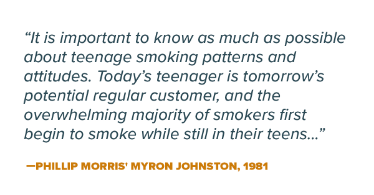 “It is important to know as much as possible
about teenage smoking patterns and
attitudes. Today’s teenager is tomorrow’s
potential regular customer, and the
overwhelming majority of smokers first
begin to smoke while still in their teens...”
—PHILLIP MORRIS' MYRON JOHNSTON, 1981